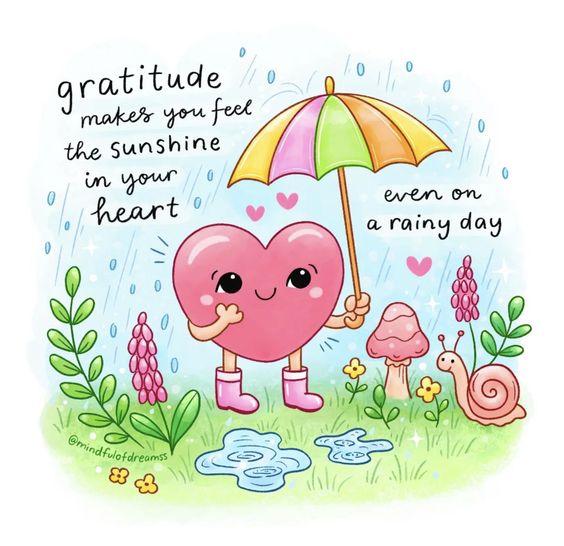 gratitude
makes you feel
the sunshine
in your
heart
even on
a rainy day
@mindfulofdreamss